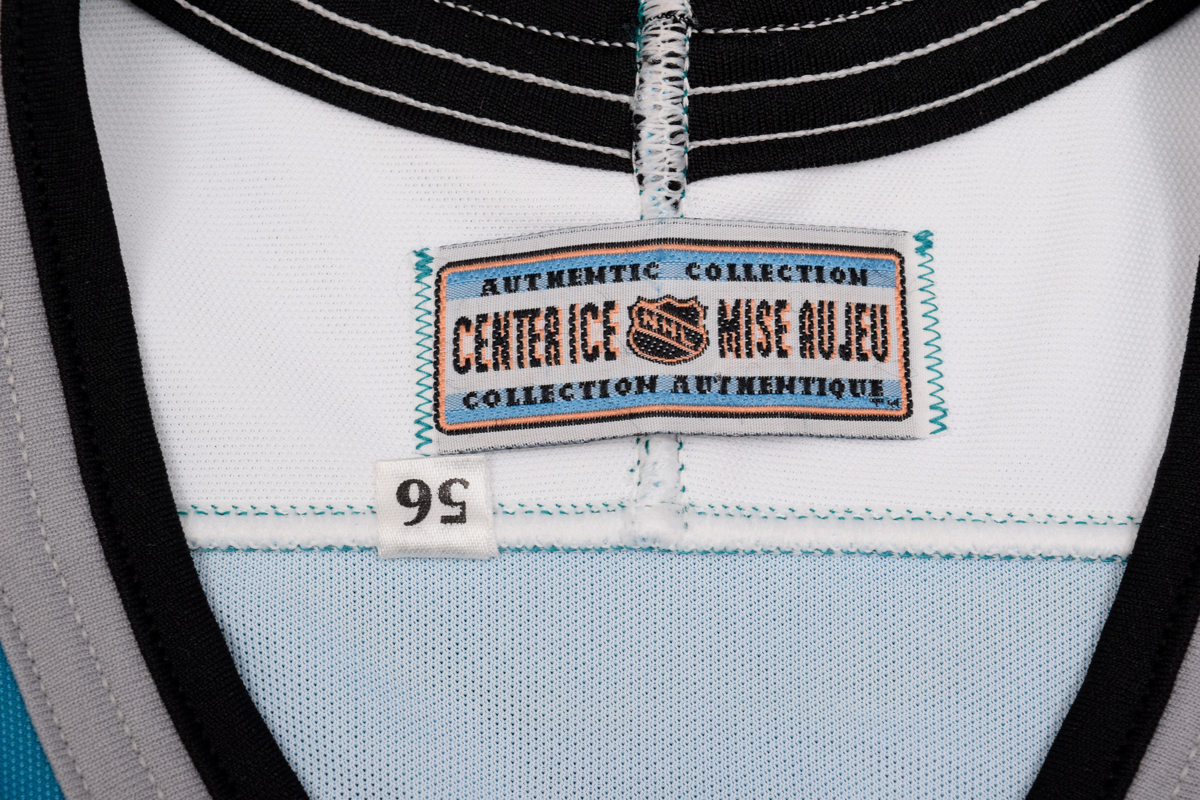 AUTHENTIC COLLECTION
CENTER ICE NHL MISE AU JEU
COLLECTION AUTHENTIQUE
TM
56